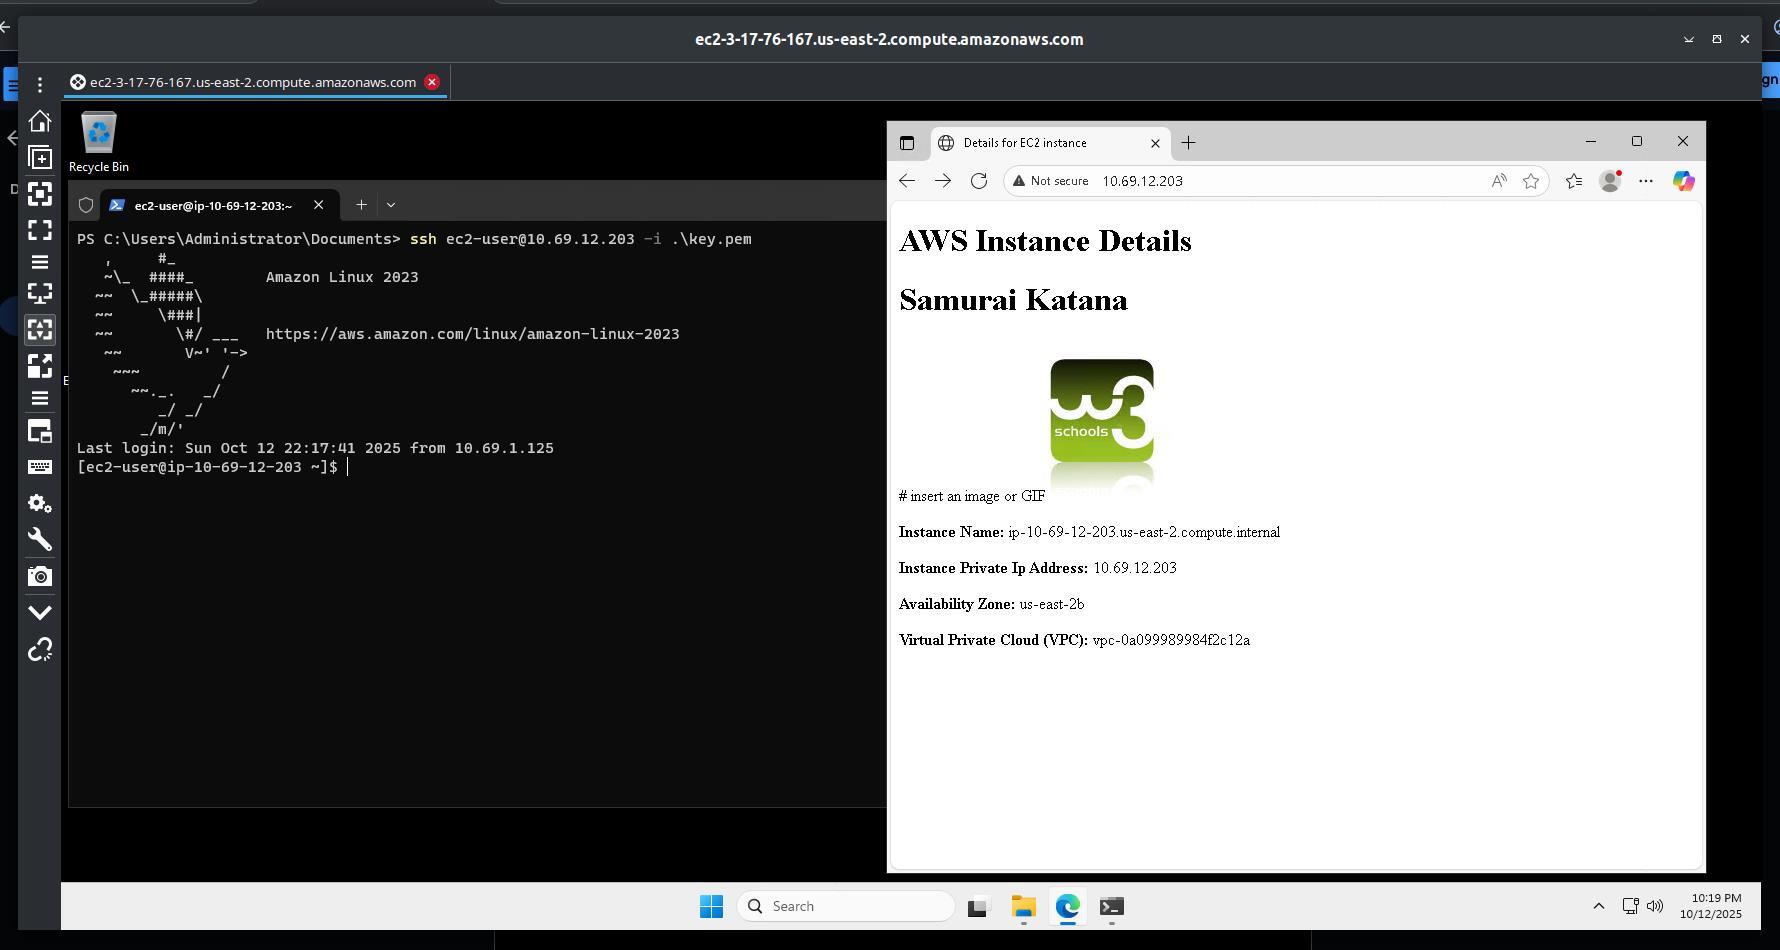 ec2-3-17-76-167.us-east-2.compute.amazonaws.com
gn
ec2-3-17-76-167.us-east-2.compute.amazonaws.com
Recycle Bin
ec2-user@ip-10-69-12-203:~
PS C:\Users\Administrator\Documents> ssh ec2-user@10.69.12.203 -i .\key.pem
   ,     #_
   ~\_  ####_        Amazon Linux 2023
  ~~  \_#####\
  ~~     \###|
  ~~       \#/ ___   https://aws.amazon.com/linux/amazon-linux-2023
   ~~       V~' '->
    ~~~         /
      ~~._.   _/
         _/ _/
       _/m/'
Last login: Sun Oct 12 22:17:41 2025 from 10.69.1.125
[ec2-user@ip-10-69-12-203 ~]$
Details for EC2 instance
Not secure 10.69.12.203
AWS Instance Details
Samurai Katana
w3
schools
# insert an image or GIF
Instance Name: ip-10-69-12-203.us-east-2.compute.internal
Instance Private Ip Address: 10.69.12.203
Availability Zone: us-east-2b
Virtual Private Cloud (VPC): vpc-0a099989984f2c12a
Search
10:19 PM
10/12/2025